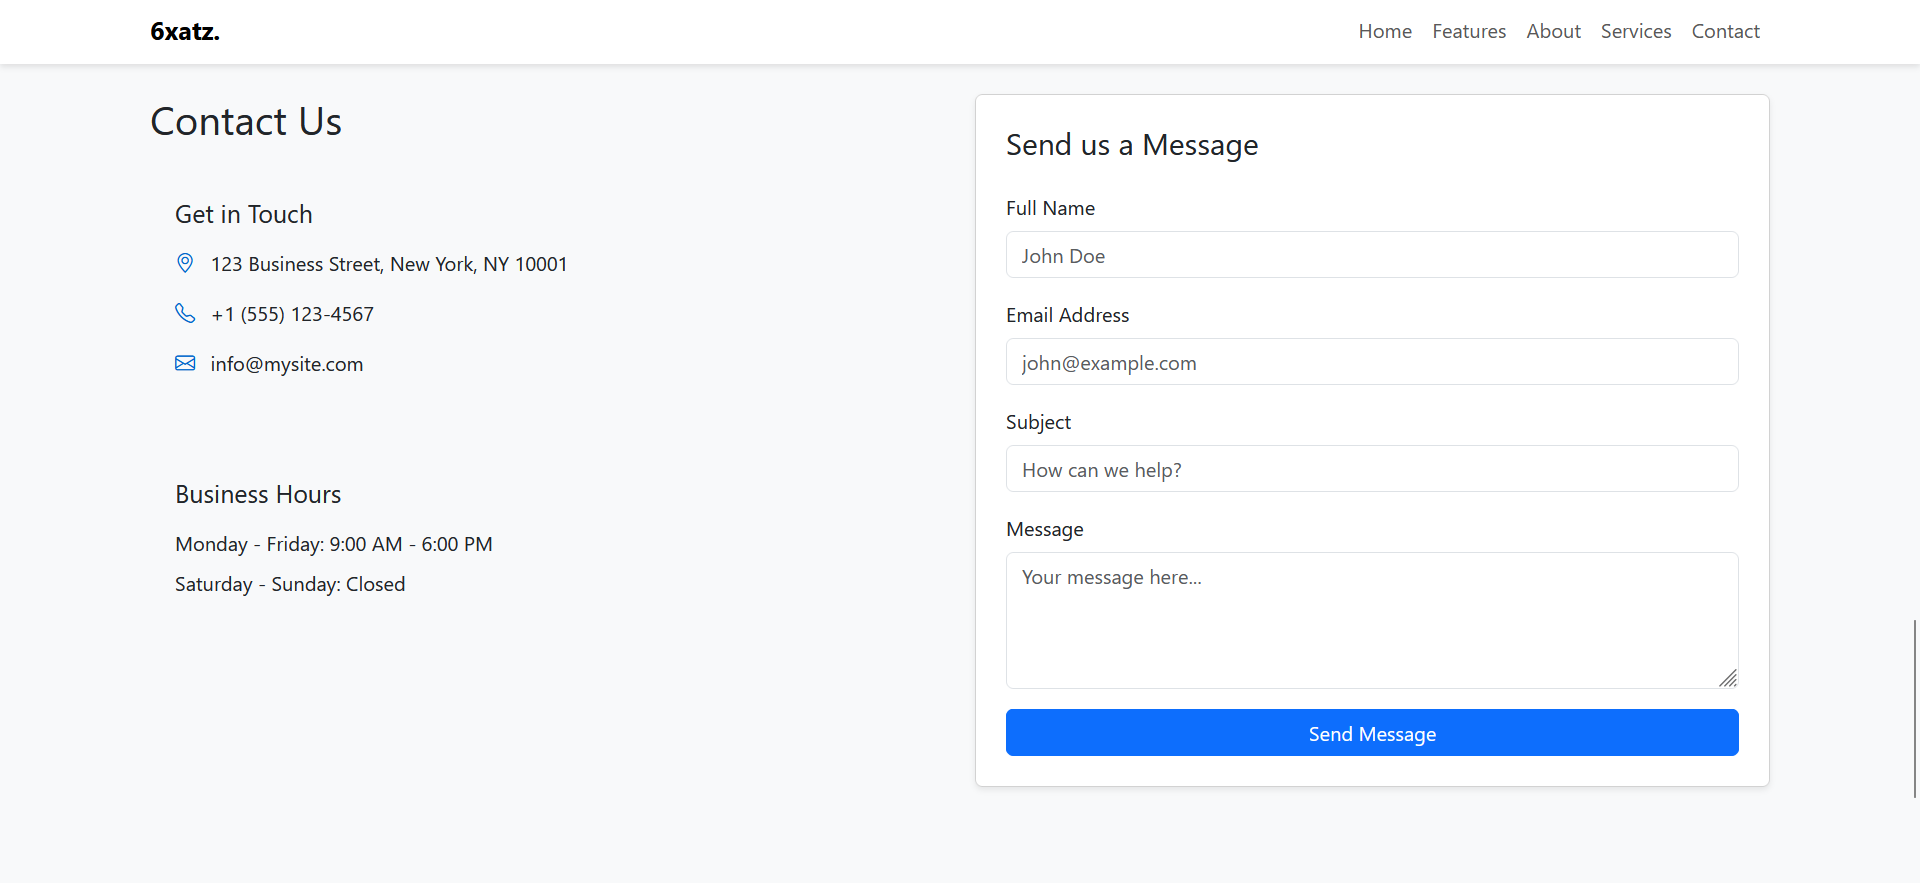 6xatz.
Home Features About Services Contact
Contact Us
Get in Touch
123 Business Street, New York, NY 10001
+1 (555) 123-4567
info@mysite.com
Business Hours
Monday - Friday: 9:00 AM - 6:00 PM
Saturday - Sunday: Closed
Send us a Message
Full Name
John Doe
Email Address
john@example.com
Subject
How can we help?
Message
Your message here...
Send Message